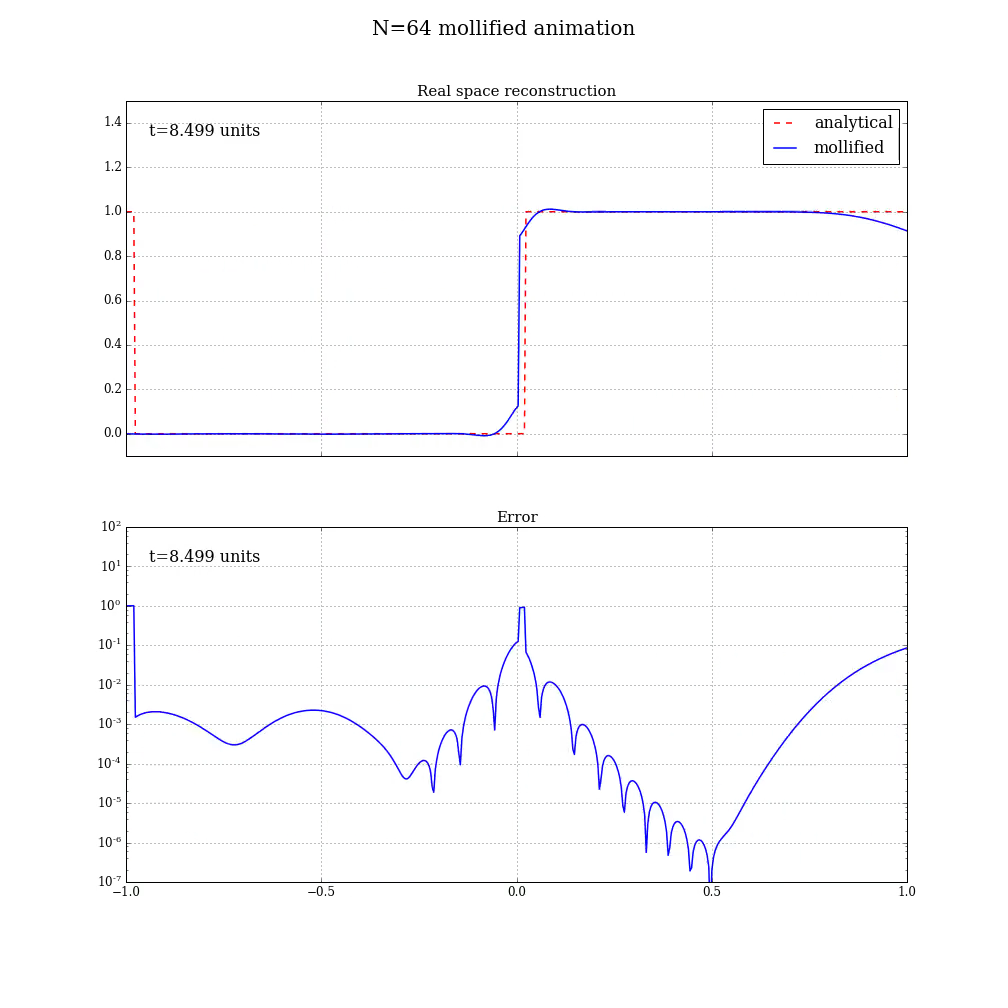 N=64 mollified animation
Real space reconstruction
t=8.499 units
analytical
mollified
1.4
1.2
1.0
0.8
0.6
0.4
0.2
0.0
Error
t=8.499 units
10²
10¹
10⁰
10⁻¹
10⁻²
10⁻³
10⁻⁴
10⁻⁵
10⁻⁶
10⁻⁷
−1.0 −0.5 0.0 0.5 1.0